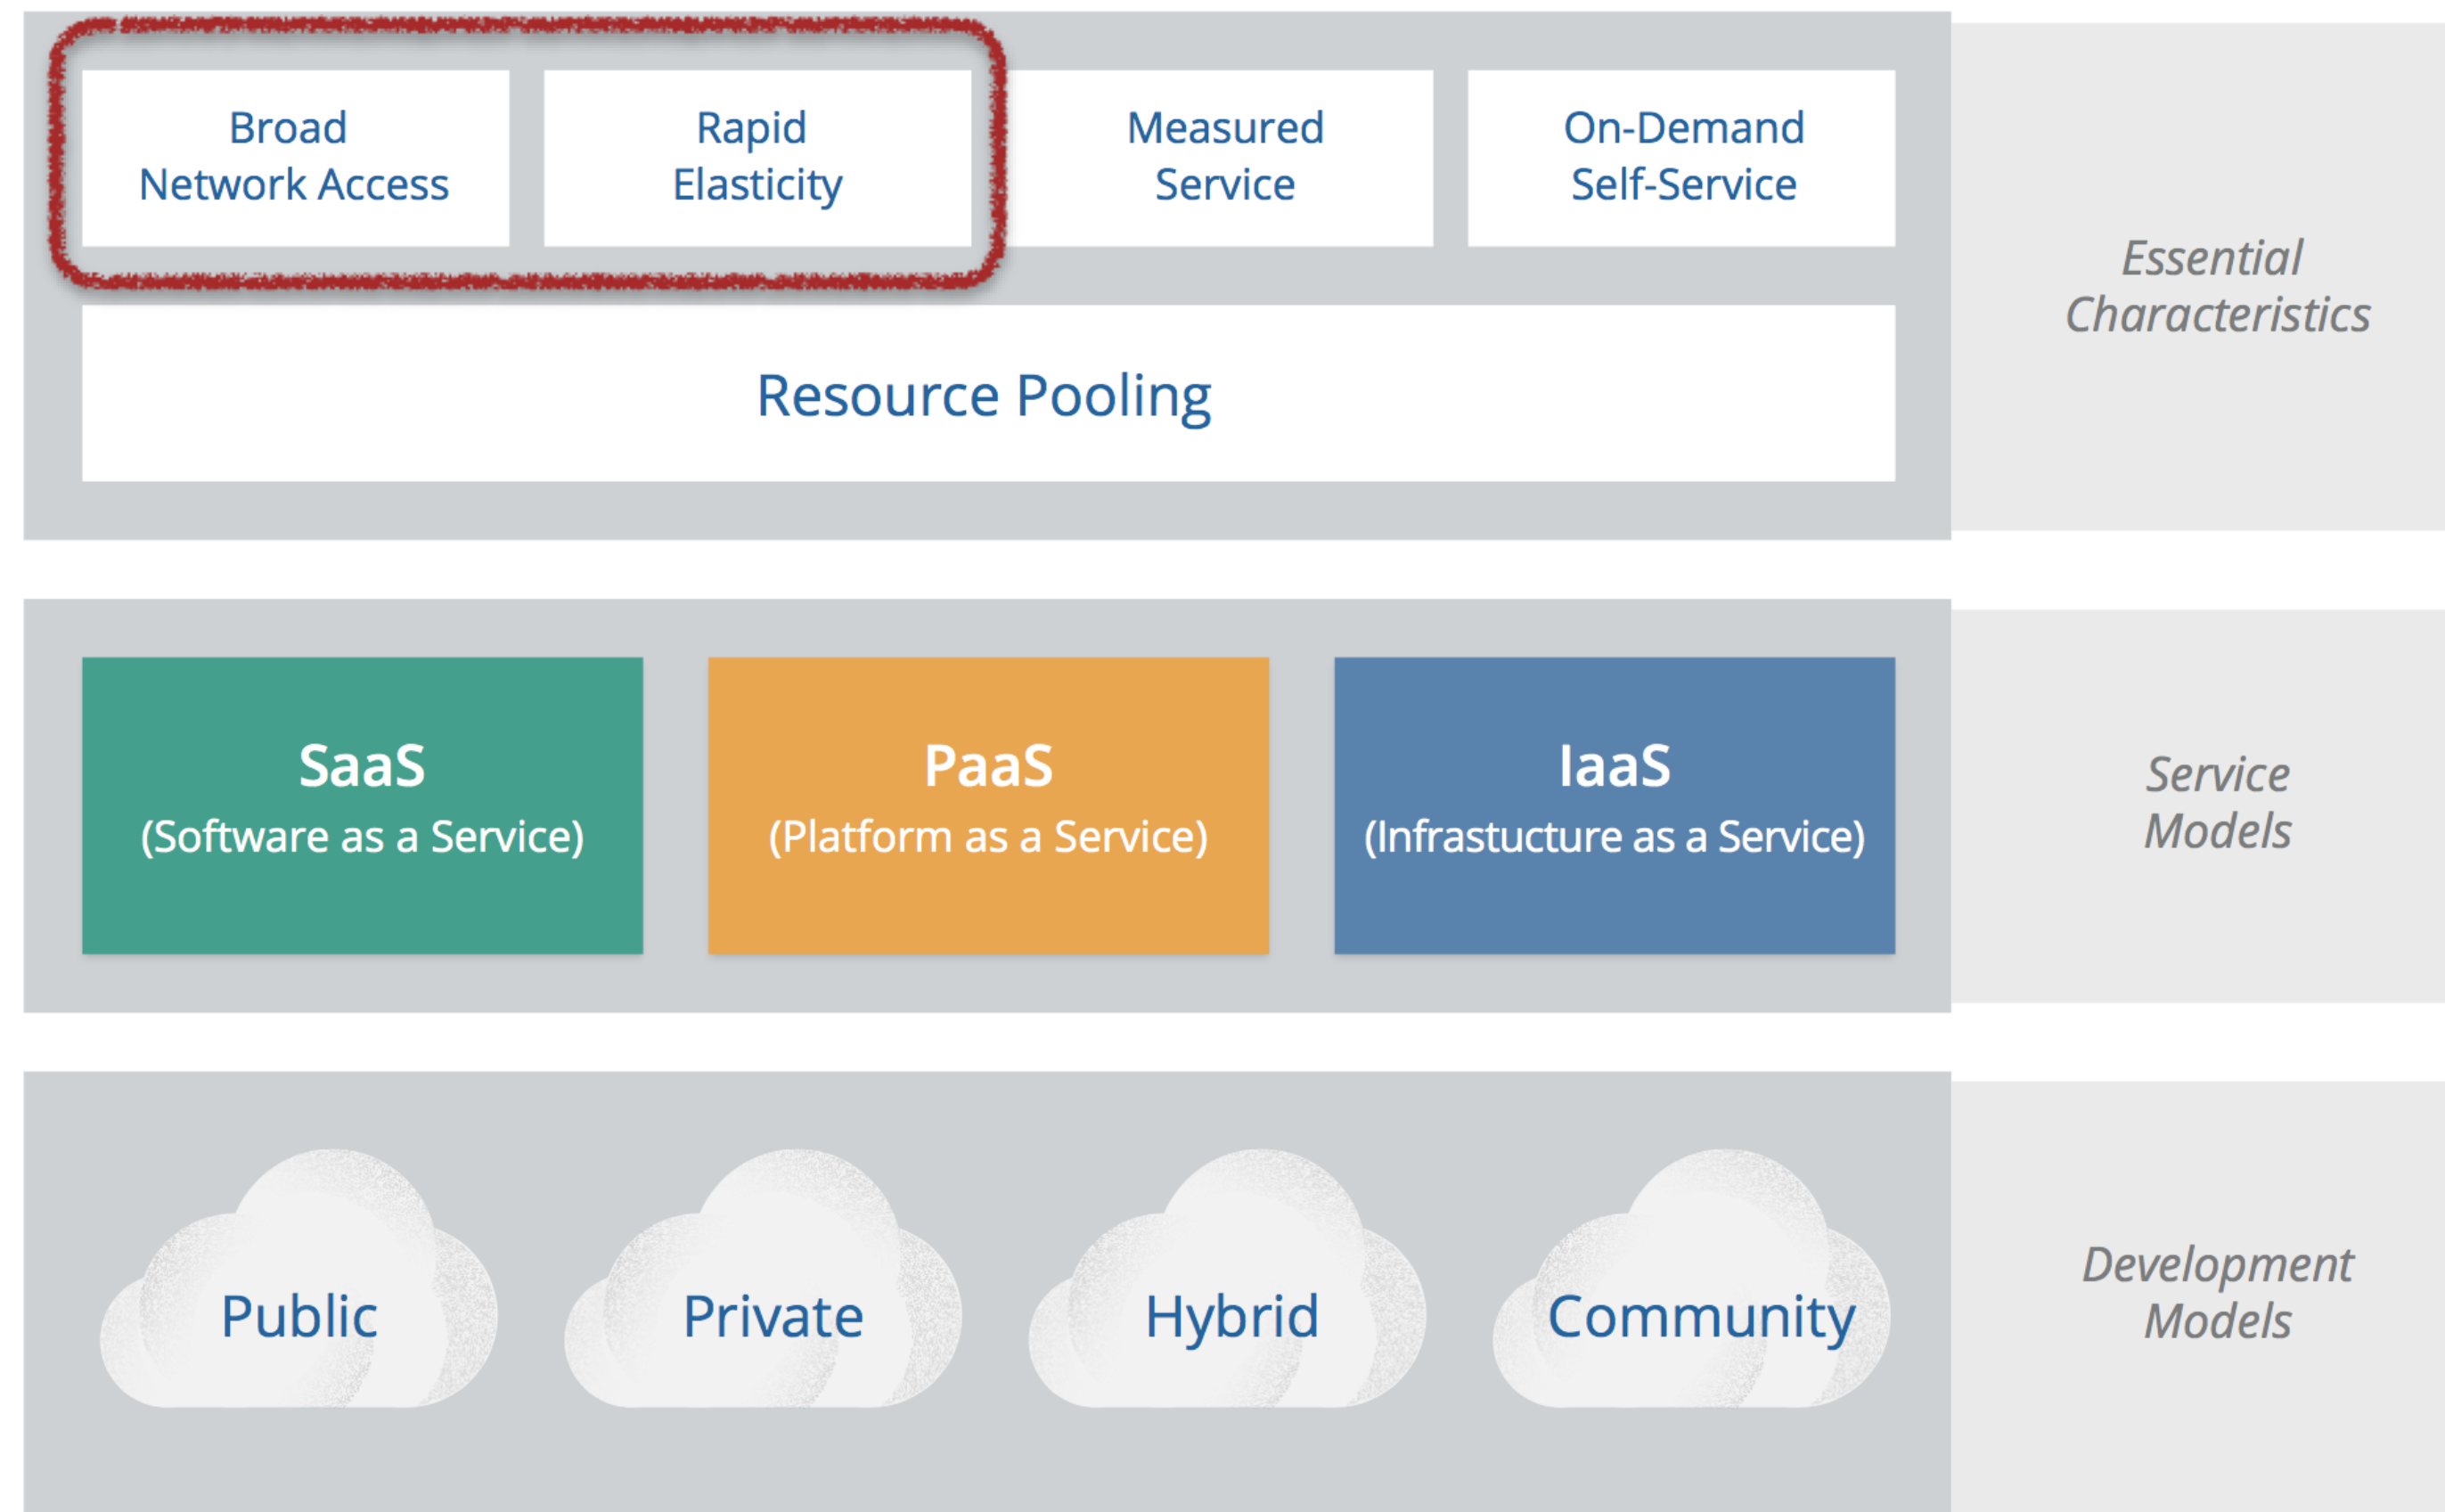 Broad
Network Access
Rapid
Elasticity
Measured
Service
On-Demand
Self-Service
Resource Pooling
Essential
Characteristics
SaaS
(Software as a Service)
PaaS
(Platform as a Service)
IaaS
(Infrastucture as a Service)
Service
Models
Public
Private
Hybrid
Community
Development
Models